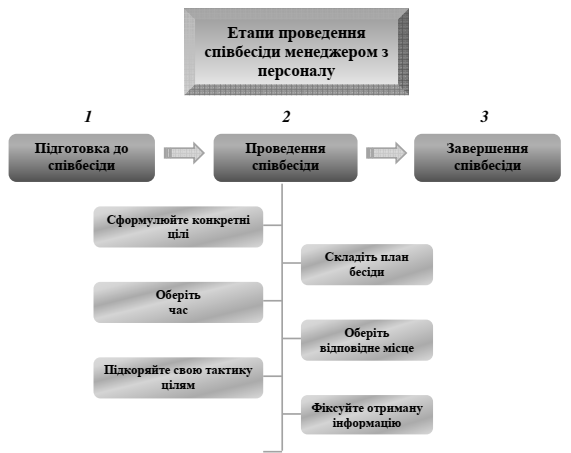 Етапи проведення
співбесіди менеджером з
персоналу
1
2
3
Підготовка до
співбесіди
Проведення
співбесіди
Завершення
співбесіди
Сформулюйте конкретні
цілі
Складіть план
бесіди
Оберіть
час
Оберіть
відповідне місце
Підкоряйте свою тактику
цілям
Фіксуйте отриману
інформацію